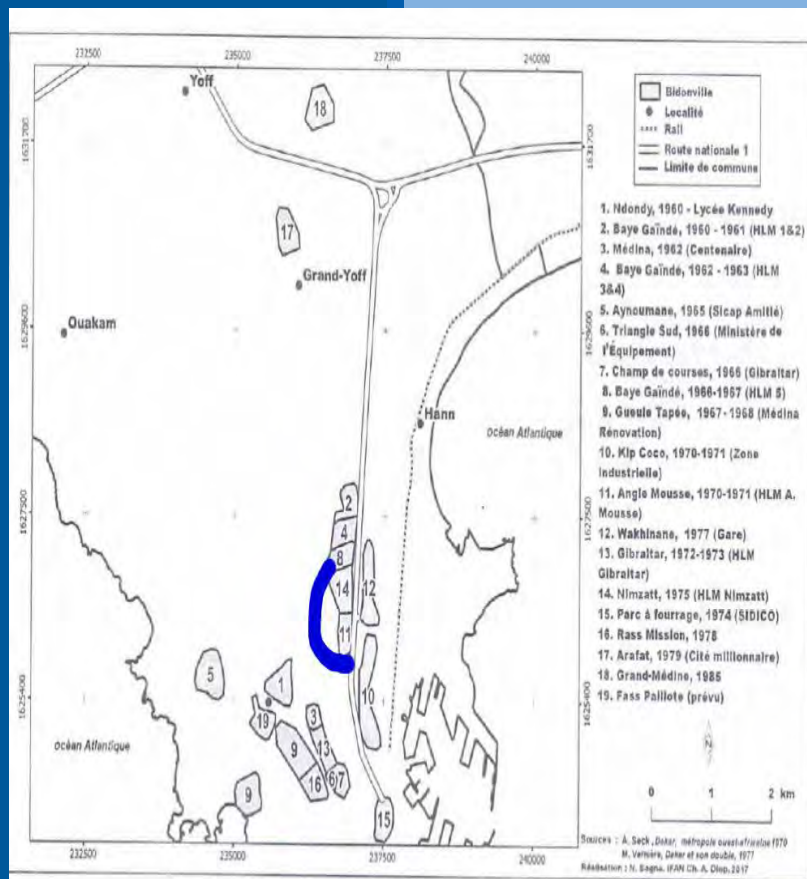 232500
235000
237500
240000
Yoff
18
1631700
1631700
17
Grand-Yoff
Ouakam
1629600
1629600
Hann
océan Atlantique
2
4
8
14
12
11
1627500
1627500
5
1
10
19
3
9
13
16
6
7
9
15
1625400
1625400
océan Atlantique
232500
235000
237500
240000
Bidonville
Localité
Rail
Route nationale 1
Limite de commune
1. Ndondy, 1960 - Lycée Kennedy
2. Baye Gaïndé, 1960 - 1961 (HLM 1&2)
3. Médina, 1962 (Centenaire)
4. Baye Gaïndé, 1962 - 1963 (HLM
3&4)
5. Aynoumane, 1965 (Sicap Amitié)
6. Triangle Sud, 1966 (Ministère de
l'Équipement)
7. Champ de courses, 1966 (Gibraltar)
8. Baye Gaïndé, 1966-1967 (HLM 5)
9. Gueule Tapée, 1967-1968 (Médina
Rénovation)
10. Kip Coco, 1970-1971 (Zone
Industrielle)
11. Angle Mousse, 1970-1971 (HLM A.
Mousse)
12. Wakhinane, 1977 (Gare)
13. Gibraltar, 1972-1973 (HLM
Gibraltar)
14. Nimzatt, 1975 (HLM Nimzatt)
15. Parc à fourrage, 1974 (SIDICO)
16. Rass Mission, 1978
17. Arafat, 1979 (Cité millionnaire)
18. Grand-Médine, 1985
19. Fass Paillote (prévu)
N
0 1 2 km
Sources : A. Seck, Dakar, métropole ouest-africaine 1970
M. Vernière, Dakar et son double, 1977
Réalisation : N. Sagna, IFAN Ch. A. Diop, 2017